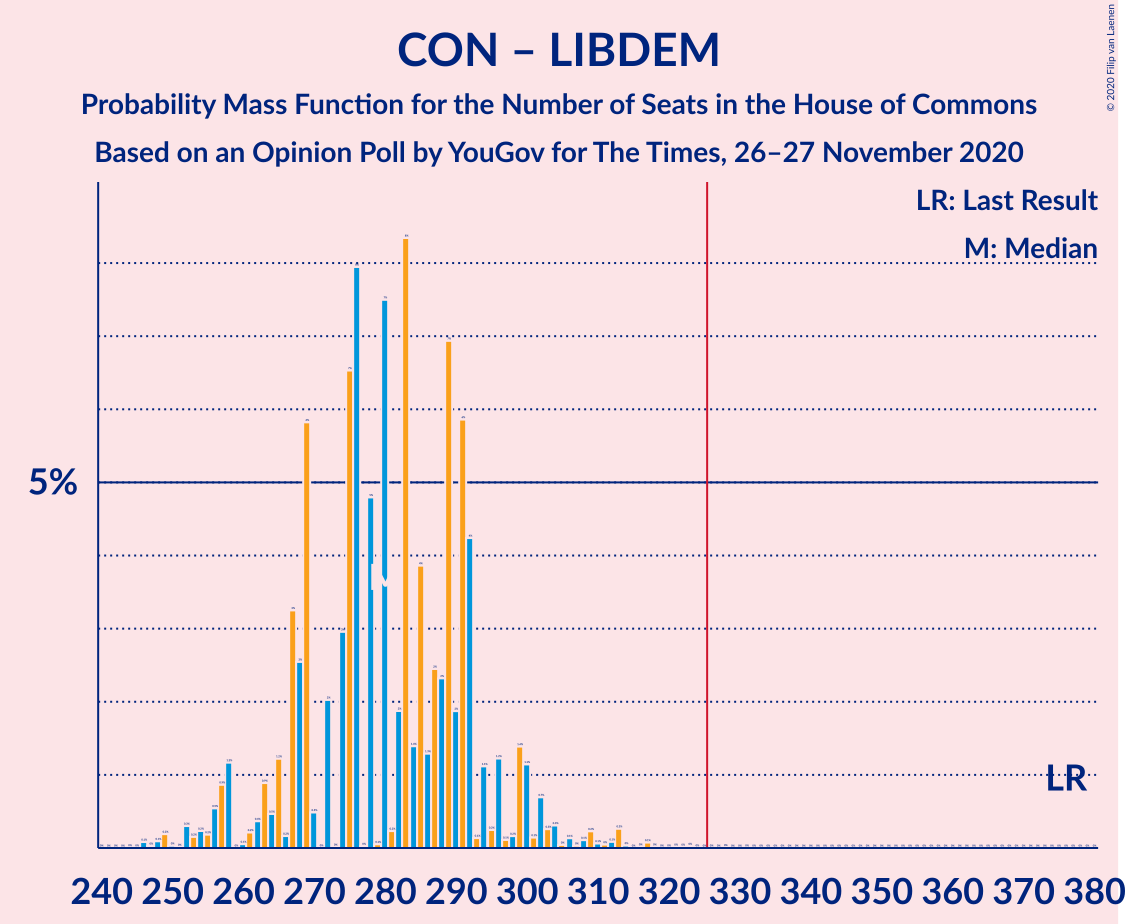 CON – LIBDEM
© 2020 Filip van Laenen
Probability Mass Function for the Number of Seats in the House of Commons
Based on an Opinion Poll by YouGov for The Times, 26–27 November 2020
LR: Last Result
M: Median
5%
M
LR
240 250 260 270 280 290 300 310 320 330 340 350 360 370 380